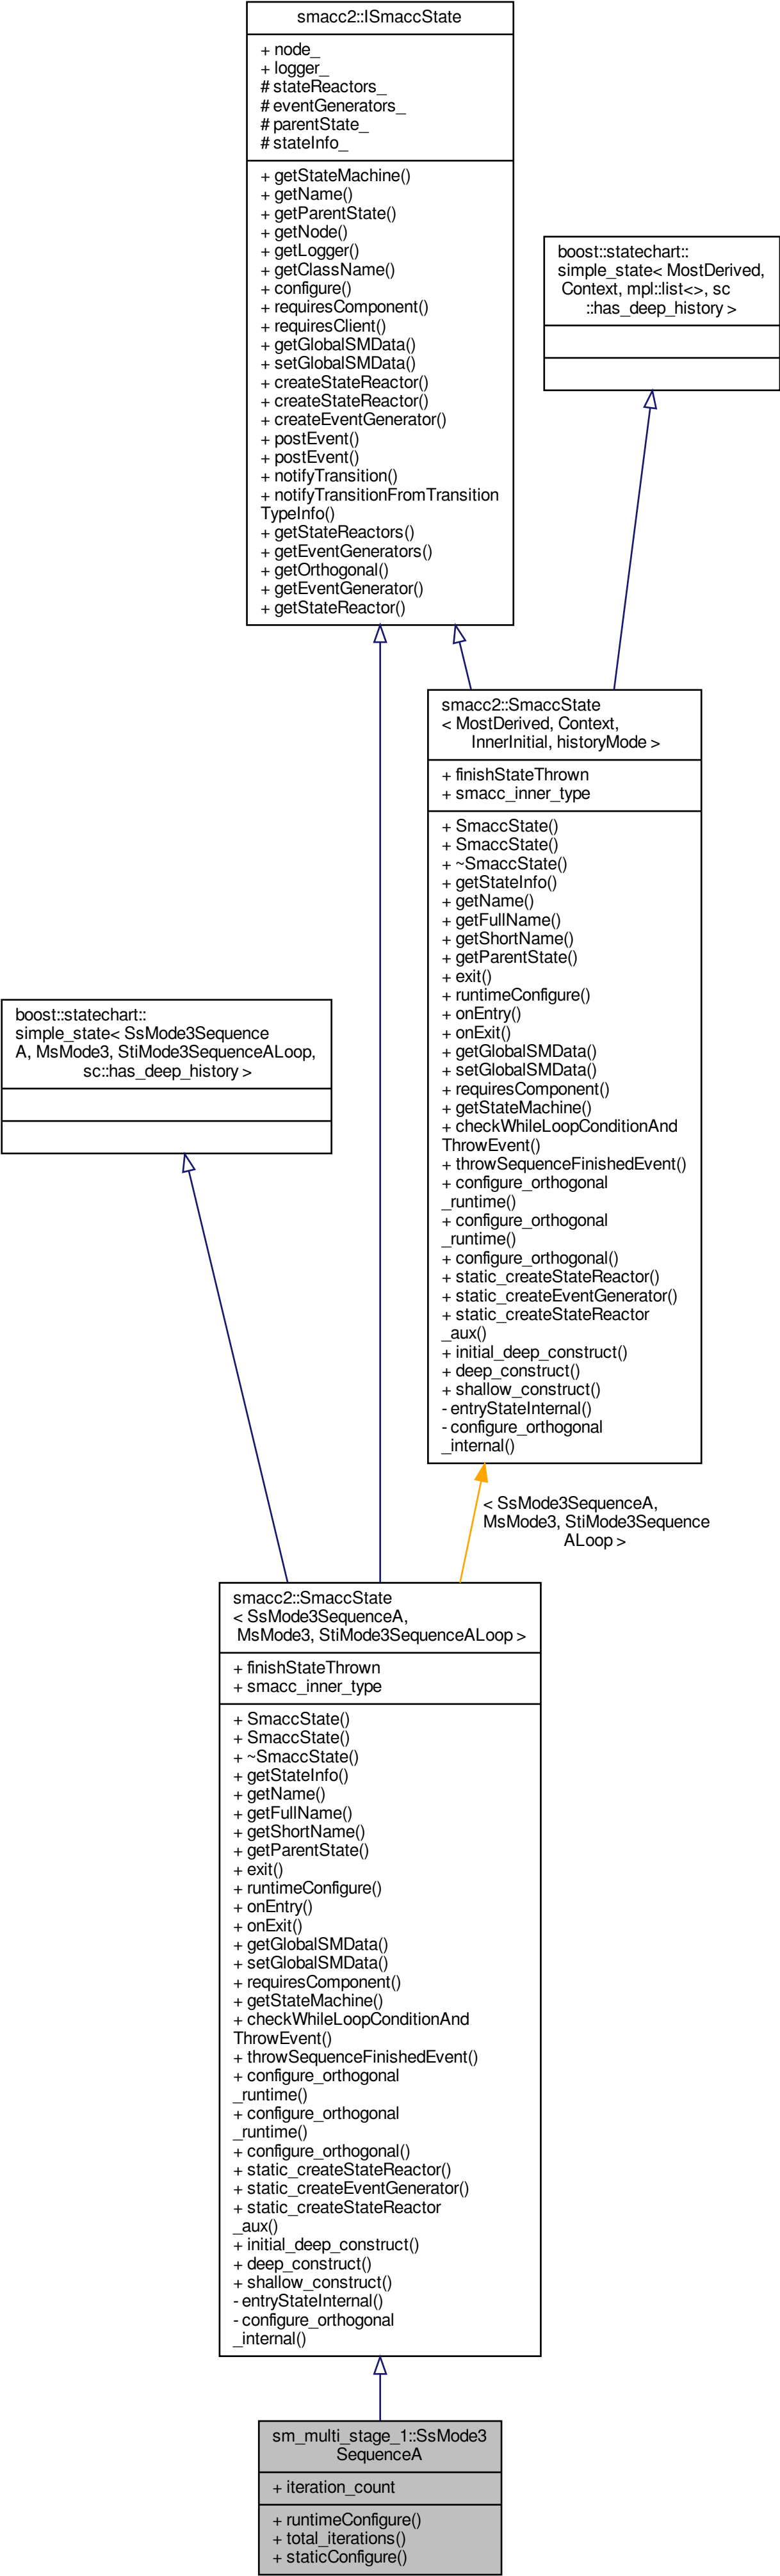 smacc2::ISmaccState
+ node_
+ logger_
# stateReactors_
# eventGenerators_
# parentState_
# stateInfo_
+ getStateMachine()
+ getName()
+ getParentState()
+ getNode()
+ getLogger()
+ getClassName()
+ configure()
+ requiresComponent()
+ requiresClient()
+ getGlobalSMData()
+ setGlobalSMData()
+ createStateReactor()
+ createStateReactor()
+ createEventGenerator()
+ postEvent()
+ postEvent()
+ notifyTransition()
+ notifyTransitionFromTransition
TypeInfo()
+ getStateReactors()
+ getEventGenerators()
+ getOrthogonal()
+ getEventGenerator()
+ getStateReactor()
boost::statechart::
simple_state< MostDerived,
Context, mpl::list<>, sc
::has_deep_history >
smacc2::SmaccState
< MostDerived, Context,
InnerInitial, historyMode >
+ finishStateThrown
+ smacc_inner_type
+ SmaccState()
+ SmaccState()
+ ~SmaccState()
+ getStateInfo()
+ getName()
+ getFullName()
+ getShortName()
+ getParentState()
+ exit()
+ runtimeConfigure()
+ onEntry()
+ onExit()
+ getGlobalSMData()
+ setGlobalSMData()
+ requiresComponent()
+ getStateMachine()
+ checkWhileLoopConditionAnd
ThrowEvent()
+ throwSequenceFinishedEvent()
+ configure_orthogonal
_runtime()
+ configure_orthogonal
_runtime()
+ configure_orthogonal()
+ static_createStateReactor()
+ static_createEventGenerator()
+ static_createStateReactor
_aux()
+ initial_deep_construct()
+ deep_construct()
+ shallow_construct()
- entryStateInternal()
- configure_orthogonal
_internal()
boost::statechart::
simple_state< SsMode3Sequence
A, MsMode3, StiMode3SequenceALoop,
sc::has_deep_history >
< SsMode3SequenceA,
MsMode3, StiMode3Sequence
ALoop >
smacc2::SmaccState
< SsMode3SequenceA,
MsMode3, StiMode3SequenceALoop >
+ finishStateThrown
+ smacc_inner_type
+ SmaccState()
+ SmaccState()
+ ~SmaccState()
+ getStateInfo()
+ getName()
+ getFullName()
+ getShortName()
+ getParentState()
+ exit()
+ runtimeConfigure()
+ onEntry()
+ onExit()
+ getGlobalSMData()
+ setGlobalSMData()
+ requiresComponent()
+ getStateMachine()
+ checkWhileLoopConditionAnd
ThrowEvent()
+ throwSequenceFinishedEvent()
+ configure_orthogonal
_runtime()
+ configure_orthogonal
_runtime()
+ configure_orthogonal()
+ static_createStateReactor()
+ static_createEventGenerator()
+ static_createStateReactor
_aux()
+ initial_deep_construct()
+ deep_construct()
+ shallow_construct()
- entryStateInternal()
- configure_orthogonal
_internal()
sm_multi_stage_1::SsMode3
SequenceA
+ iteration_count
+ runtimeConfigure()
+ total_iterations()
+ staticConfigure()